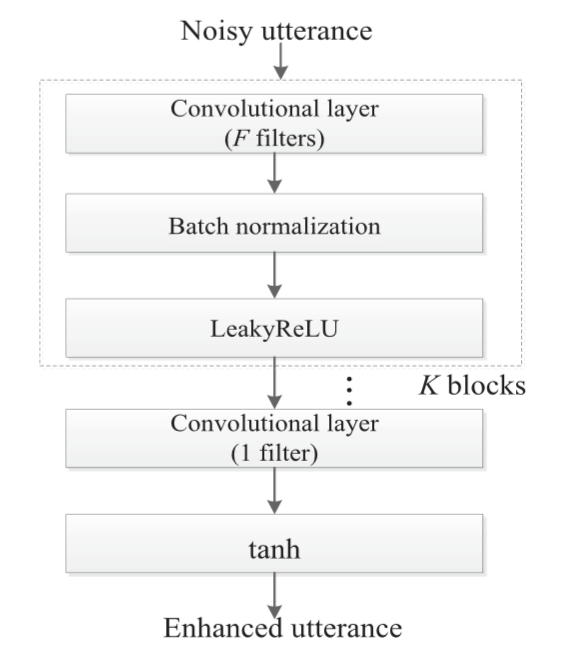 Noisy utterance
Convolutional layer
(F filters)
Batch normalization
LeakyReLU
K blocks
Convolutional layer
(1 filter)
tanh
Enhanced utterance